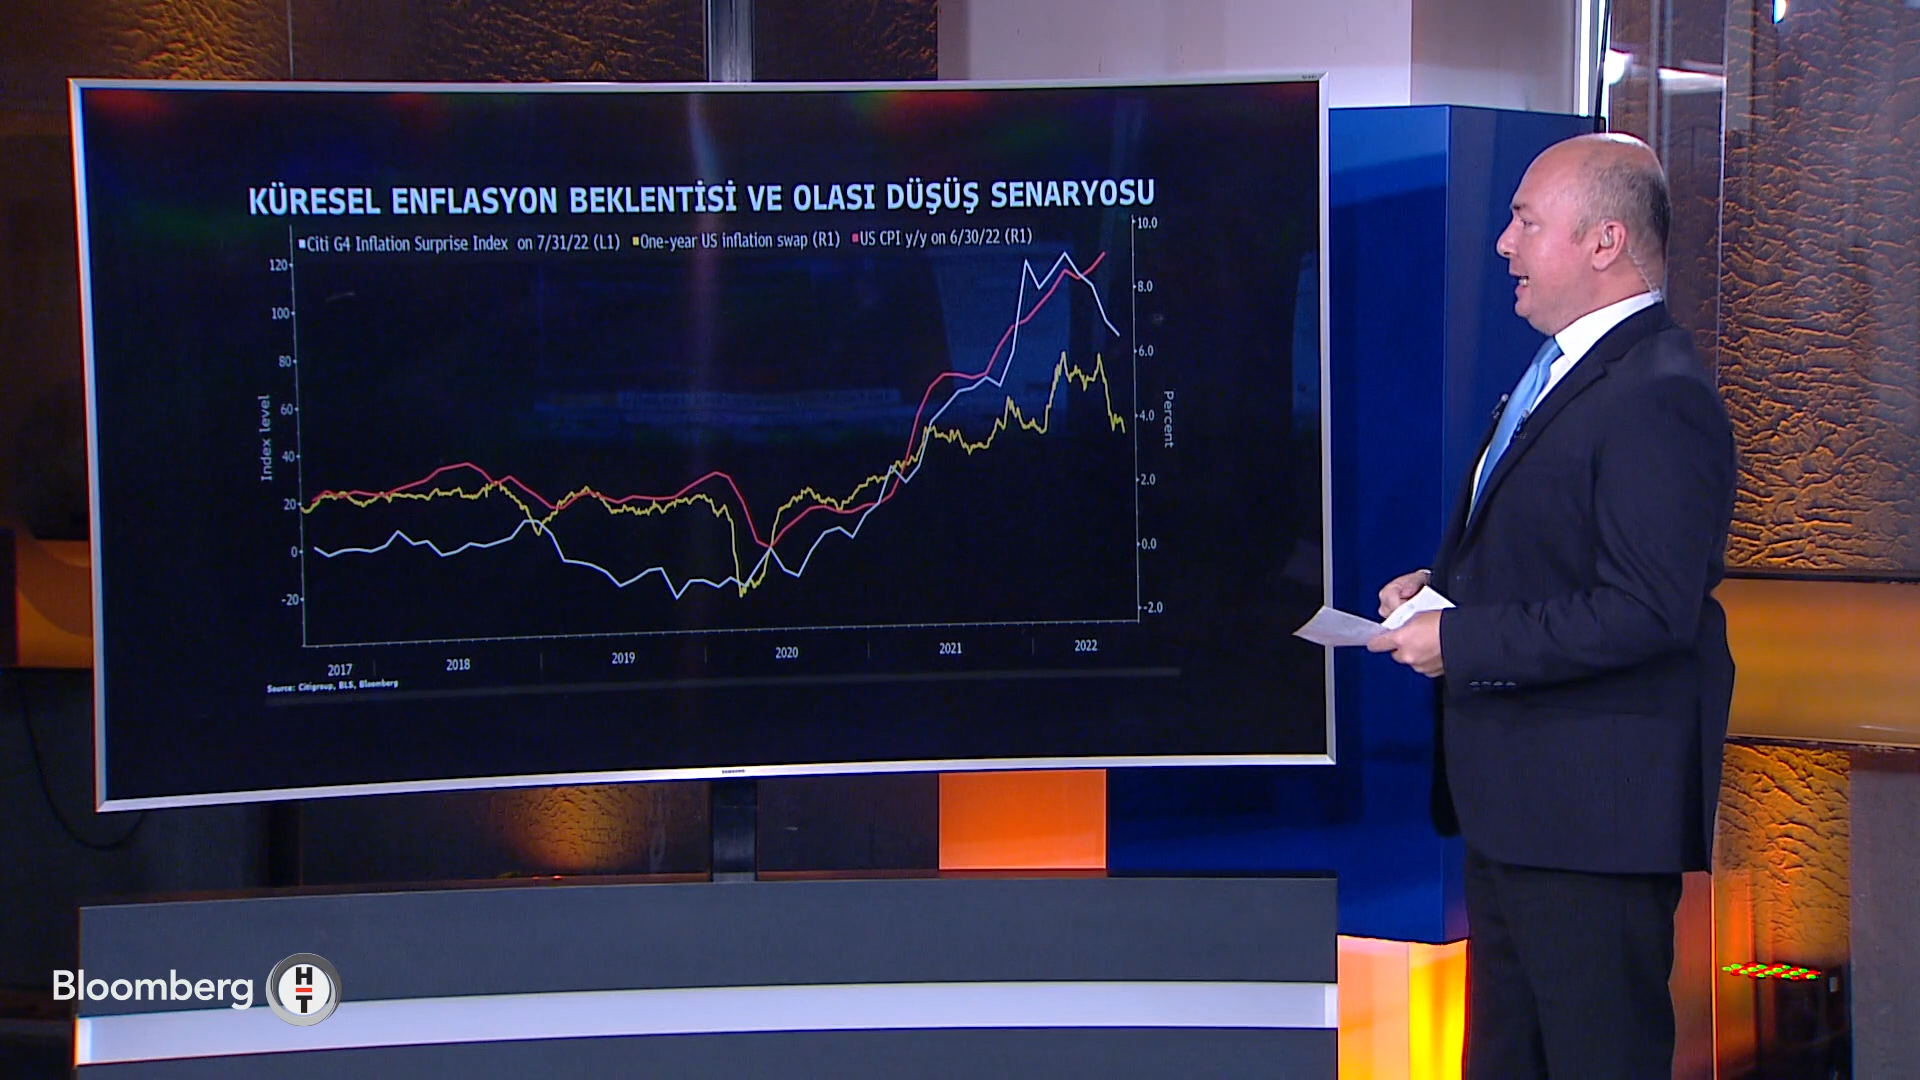 KÜRESEL ENFLASYON BEKLENTİSİ VE OLASI DÜŞÜŞ SENARYOSU
Citi G4 Inflation Surprise Index on 7/31/22 (L1) One-year US inflation swap (R1) US CPI y/y on 6/30/22 (R1)
120
100
80
60
40
20
0
-20
Index level
10.0
8.0
6.0
4.0
2.0
0.0
-2.0
Percent
2017 2018 2019 2020 2021 2022
Source: Citigroup, BLS, Bloomberg
SAMSUNG
Bloomberg HT